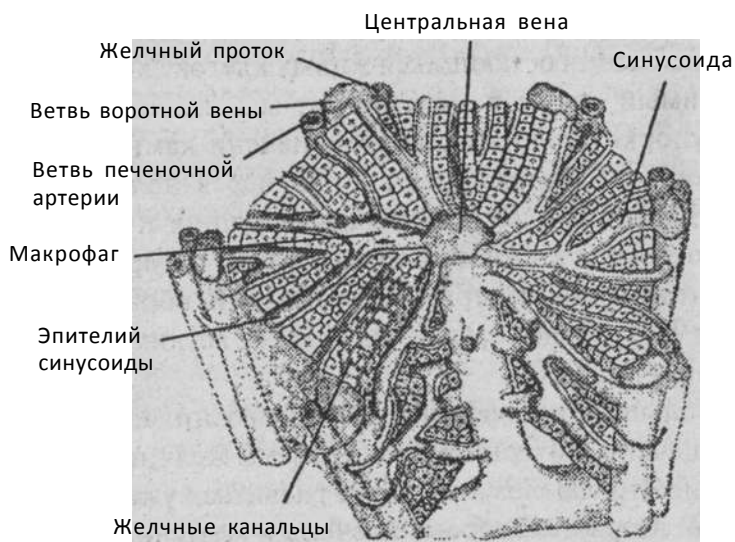 Центральная вена
Желчный проток
Синусоида
Ветвь воротной вены
Ветвь печеночной
артерии
Макрофаг
Эпителий
синусоиды
Желчные канальцы